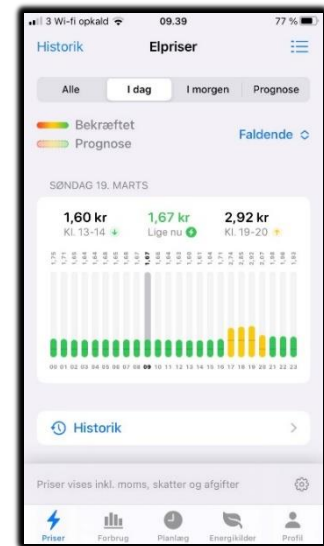 3 Wi-fi opkald 09.39 77 %
Historik Elpriser
Alle I dag I morgen Prognose
Bekræftet
Prognose
Faldende
SØNDAG 19. MARTS
1,60 kr 1,67 kr 2,92 kr
Kl. 13-14 Lige nu Kl. 19-20
00 01 02 03 04 05 06 07 08 09 10 11 12 13 14 15 16 17 18 19 20 21 22 23
Historik
Priser vises inkl. moms, skatter og afgifter
Priser Forbrug Planlæg Energikilder Profil